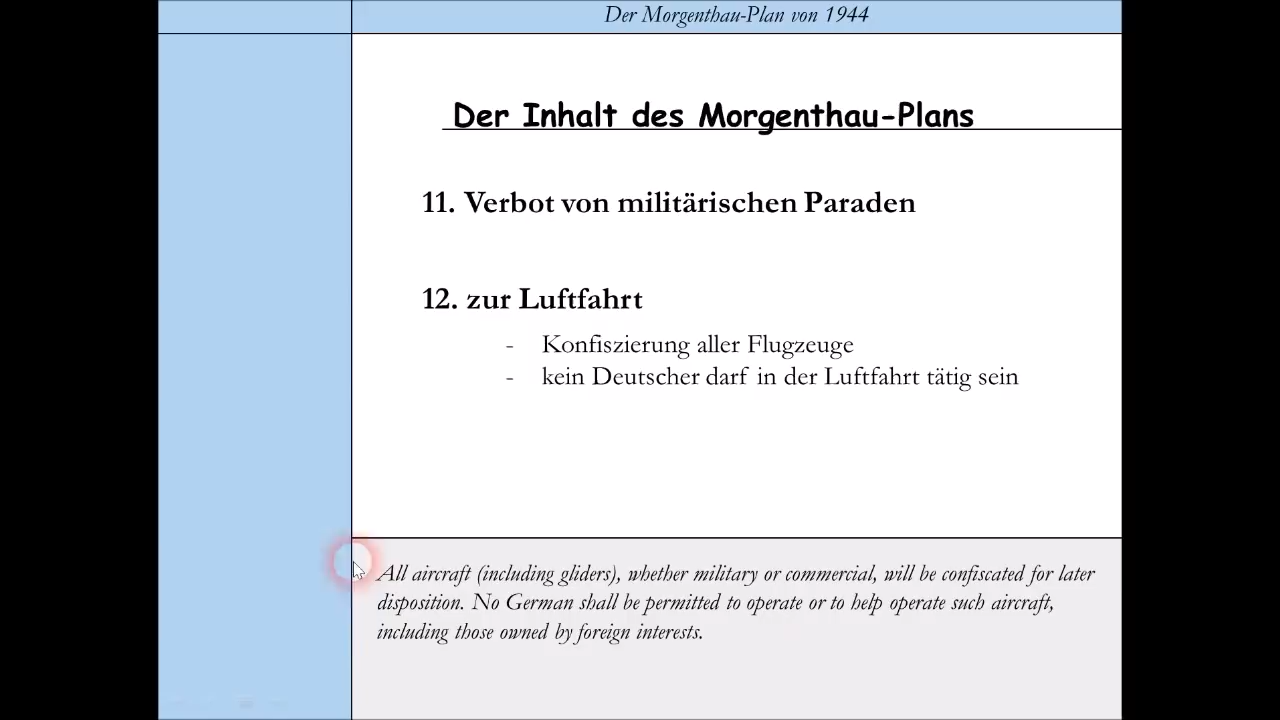 Der Morgenthau-Plan von 1944
Der Inhalt des Morgenthau-Plans
11. Verbot von militärischen Paraden
12. zur Luftfahrt
- Konfiszierung aller Flugzeuge
- kein Deutscher darf in der Luftfahrt tätig sein
All aircraft (including gliders), whether military or commercial, will be confiscated for later
disposition. No German shall be permitted to operate or to help operate such aircraft,
including those owned by foreign interests.